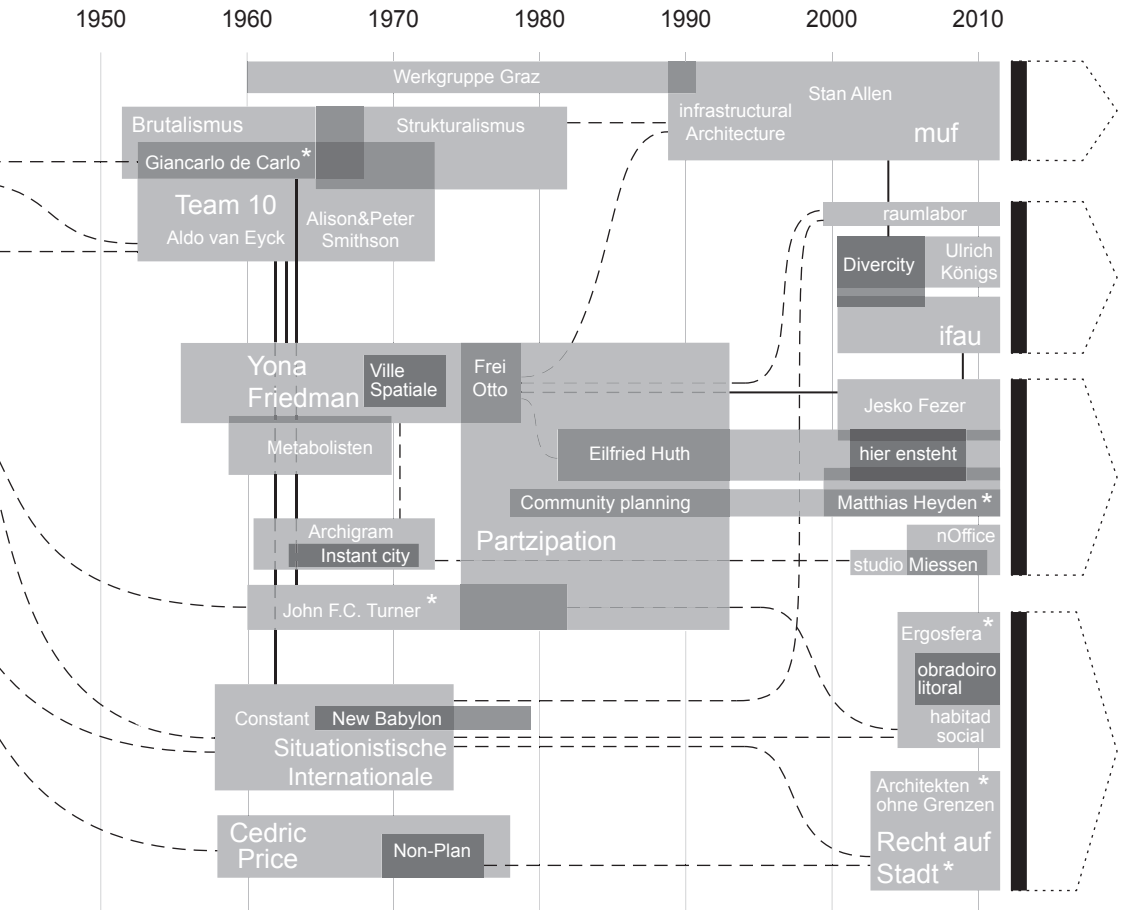 1950 1960 1970 1980 1990 2000 2010
Werkgruppe Graz
Stan Allen
infrastructural
Architecture
muf
Brutalismus
Strukturalismus
Giancarlo de Carlo*
Team 10
Aldo van Eyck
Alison&Peter
Smithson
raumlabor
Divercity
Ulrich
Königs
ifau
Yona
Friedman
Ville
Spatiale
Frei
Otto
Jesko Fezer
Metabolisten
Eilfried Huth
hier ensteht
Community planning
Matthias Heyden *
Archigram
Instant city
Partzipation
nOffice
studio Miessen
John F.C. Turner *
Ergosfera*
obradoiro
litoral
habitad
social
Constant
New Babylon
Situationistische
Internationale
Architekten *
ohne Grenzen
Recht auf
Stadt*
Cedric
Price
Non-Plan